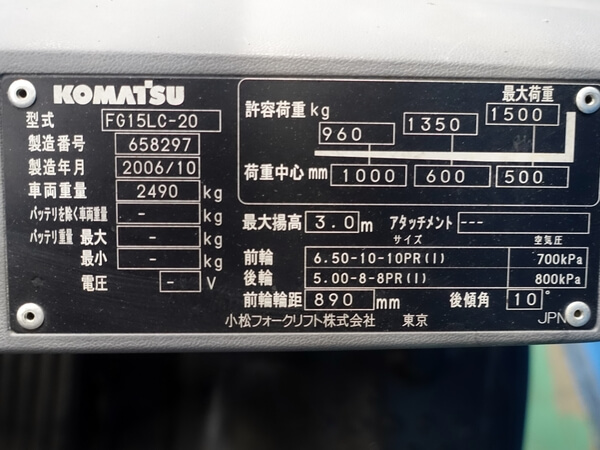 KOMATSU
型式 FG15LC-20
製造番号 658297
製造年月 2006/10
車両重量 2490 kg
バッテリを除く車両重量 - kg
バッテリ重量 最大 - kg
最小 - kg
電圧 - V
最大荷重
許容荷重 kg 960 1350 1500
荷重中心 mm 1000 600 500
最大揚高 3.0 m アタッチメント ---
サイズ 空気圧
前輪 6.50-10-10PR(I) 700kPa
後輪 5.00-8-8PR(I) 800kPa
前輪輪距 890 mm 後傾角 10°
小松フォークリフト株式会社 東京 JPN